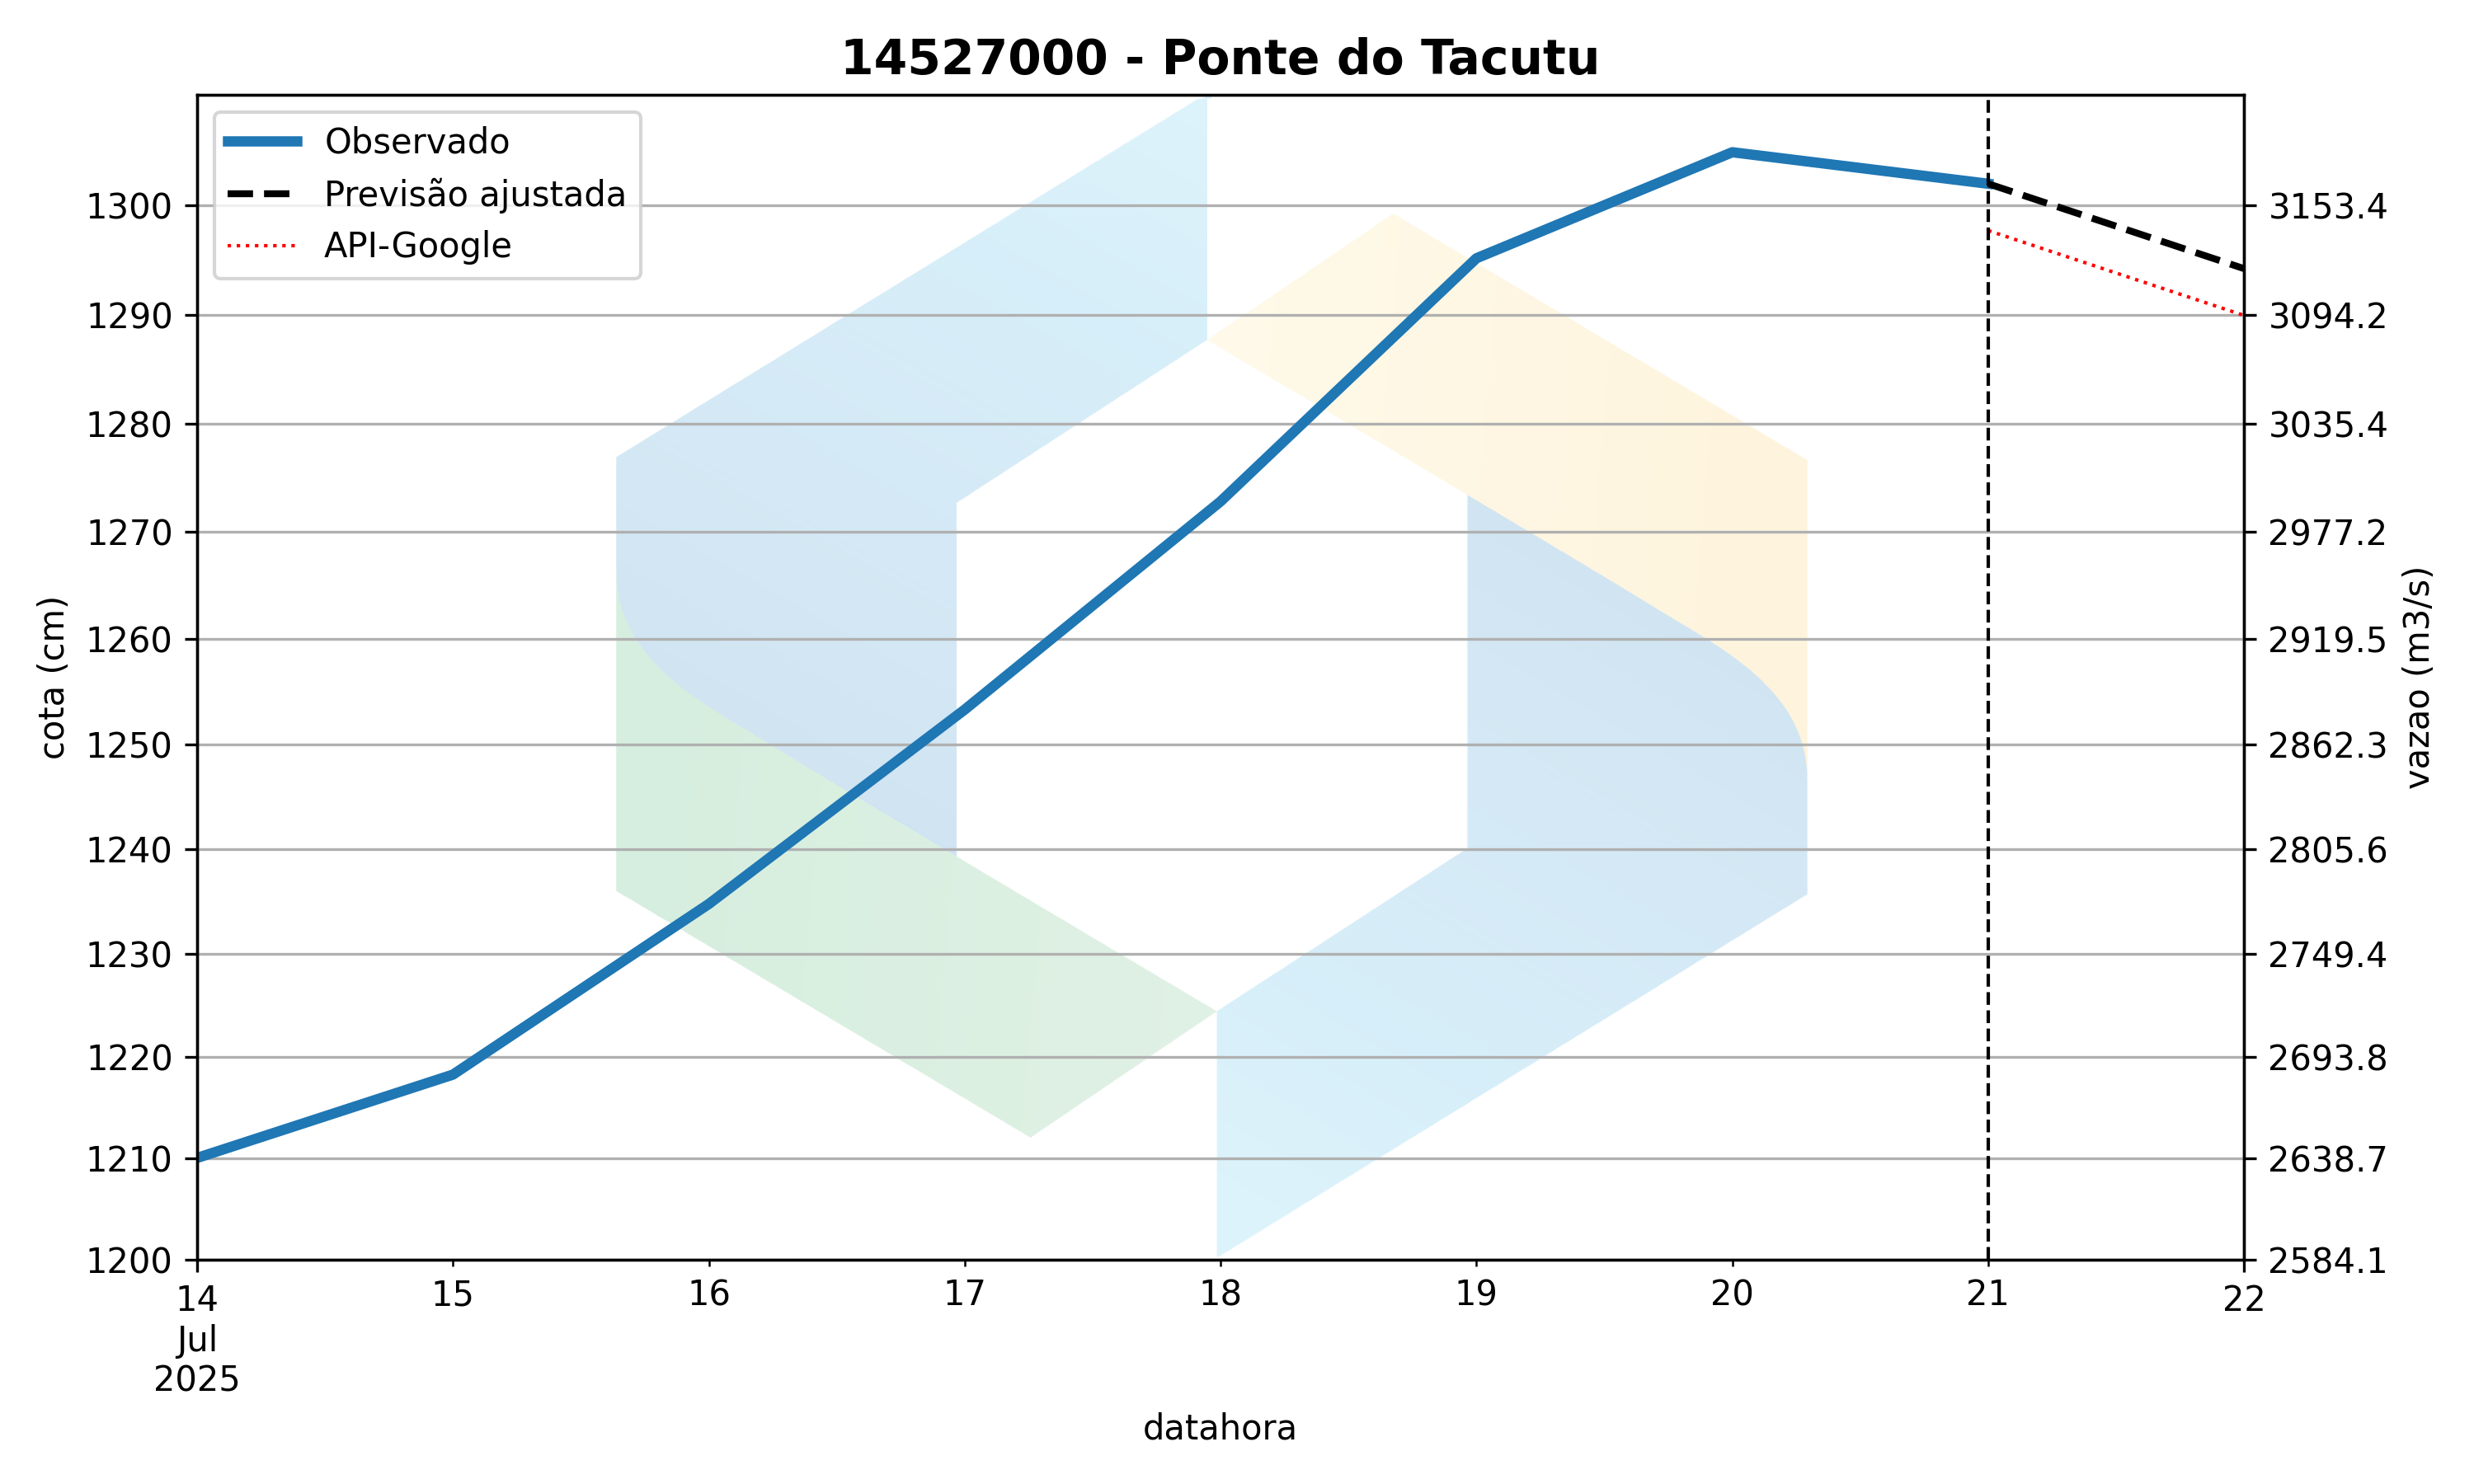 14527000 - Ponte do Tacutu
Observado
Previsão ajustada
API-Google
cota (cm)
1300
1290
1280
1270
1260
1250
1240
1230
1220
1210
1200
3153.4
3094.2
3035.4
2977.2
2919.5
2862.3
2805.6
2749.4
2693.8
2638.7
2584.1
vazao (m3/s)
14 15 16 17 18 19 20 21 22
Jul
2025
datahora